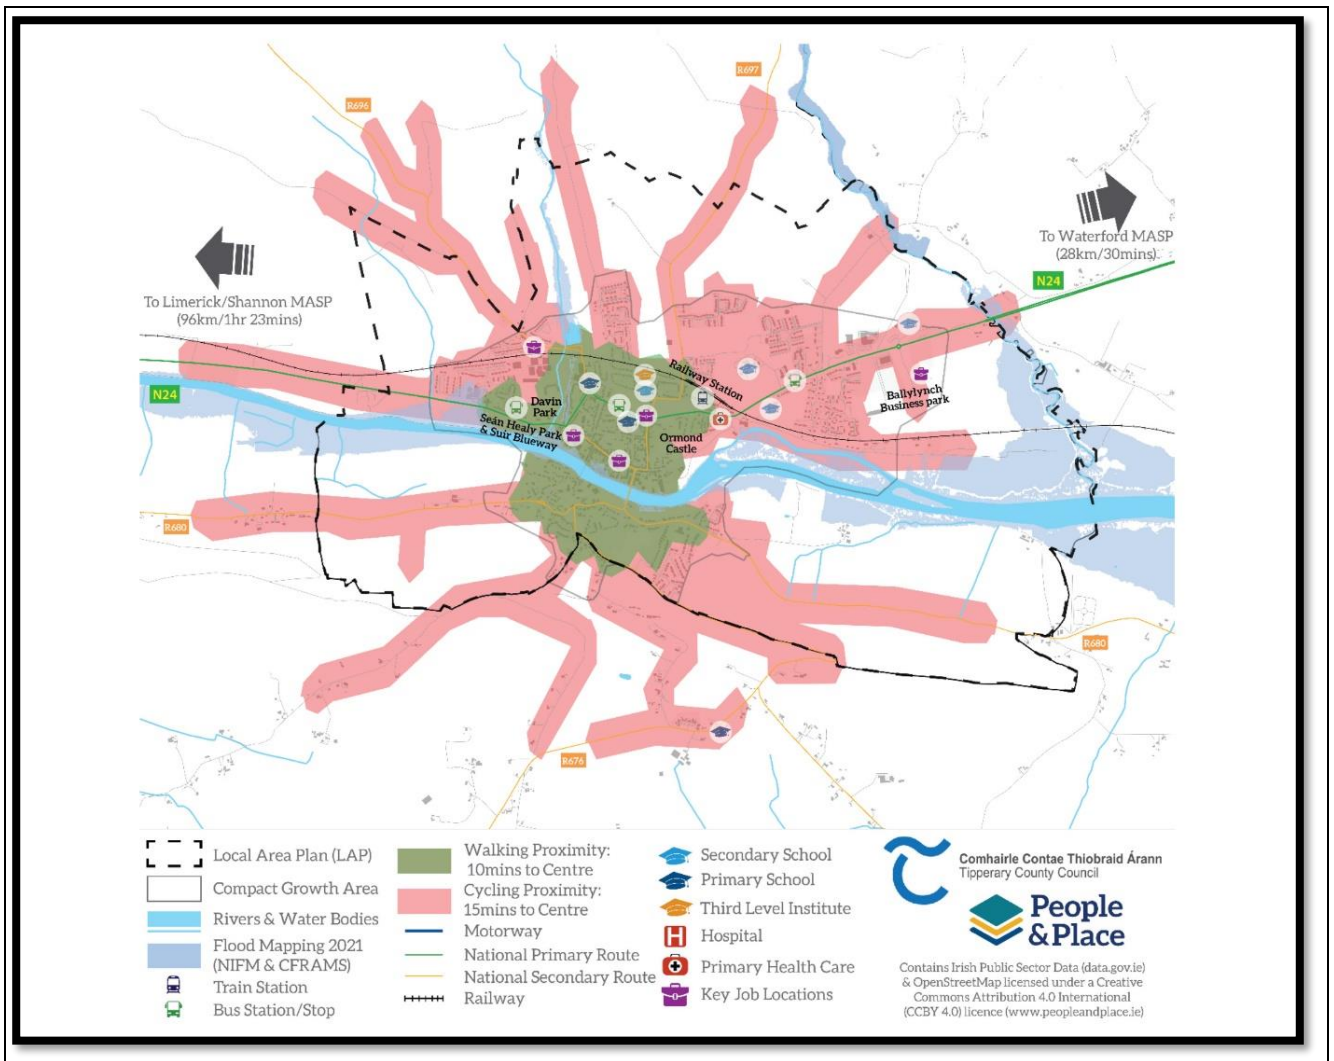 R697
R696
To Waterford MASP
(28km/30mins)
N24
To Limerick/Shannon MASP
(96km/1hr 23mins)
Railway Station
N24
Davin
Park
Ballylynch
Business park
Seán Healy Park
& Suir Blueway
Ormond
Castle
R680
R680
R676
Local Area Plan (LAP)
Compact Growth Area
Rivers & Water Bodies
Flood Mapping 2021
(NIFM & CFRAMS)
Train Station
Bus Station/Stop
Walking Proximity:
10mins to Centre
Cycling Proximity:
15mins to Centre
Motorway
National Primary Route
National Secondary Route
Railway
Secondary School
Primary School
Third Level Institute
H Hospital
Primary Health Care
Key Job Locations
Comhairle Contae Thiobraid Árann
Tipperary County Council
People
& Place
Contains Irish Public Sector Data (data.gov.ie)
& OpenStreetMap licensed under a Creative
Commons Attribution 4.0 International
(CCBY 4.0) licence (www.peopleandplace.ie)